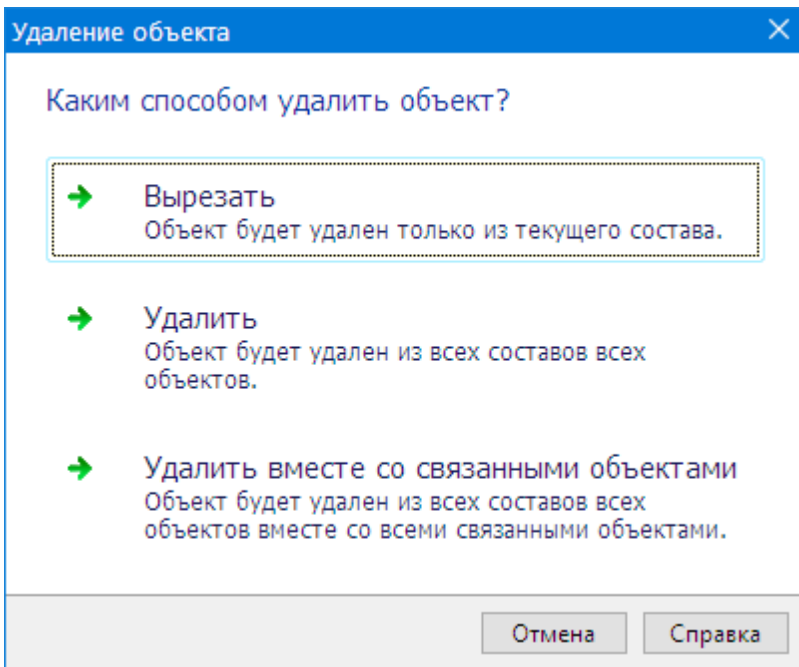 Удаление объекта
Каким способом удалить объект?
Вырезать
Объект будет удален только из текущего состава.
Удалить
Объект будет удален из всех составов всех
объектов.
Удалить вместе со связанными объектами
Объект будет удален из всех составов всех
объектов вместе со всеми связанными объектами.
Отмена
Справка